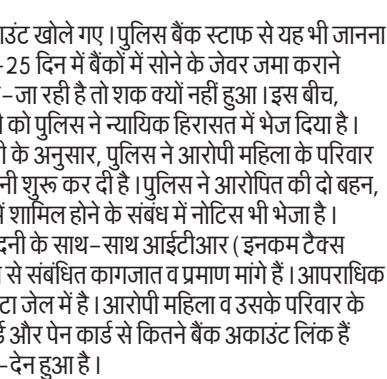 उंट खोले गए। पुलिस बैंक स्टाफ से यह भी जानना
-25 दिन में बैंकों में सोने के जेवर जमा कराने
-जा रही है तो शक क्यों नहीं हुआ। इस बीच,
को पुलिस ने न्यायिक हिरासत में भेज दिया है।
के अनुसार, पुलिस ने आरोपी महिला के परिवार
नी शुरू कर दी है। पुलिस ने आरोपित की दो बहन,
में शामिल होने के संबंध में नोटिस भी भेजा है।
दनी के साथ-साथ आईटीआर (इनकम टैक्स
से संबंधित कागजात व प्रमाण मांगे हैं। आपराधिक
टा जेल में है। आरोपी महिला व उसके परिवार के
र्ड और पेन कार्ड से कितने बैंक अकाउंट लिंक हैं
-देन हुआ है।